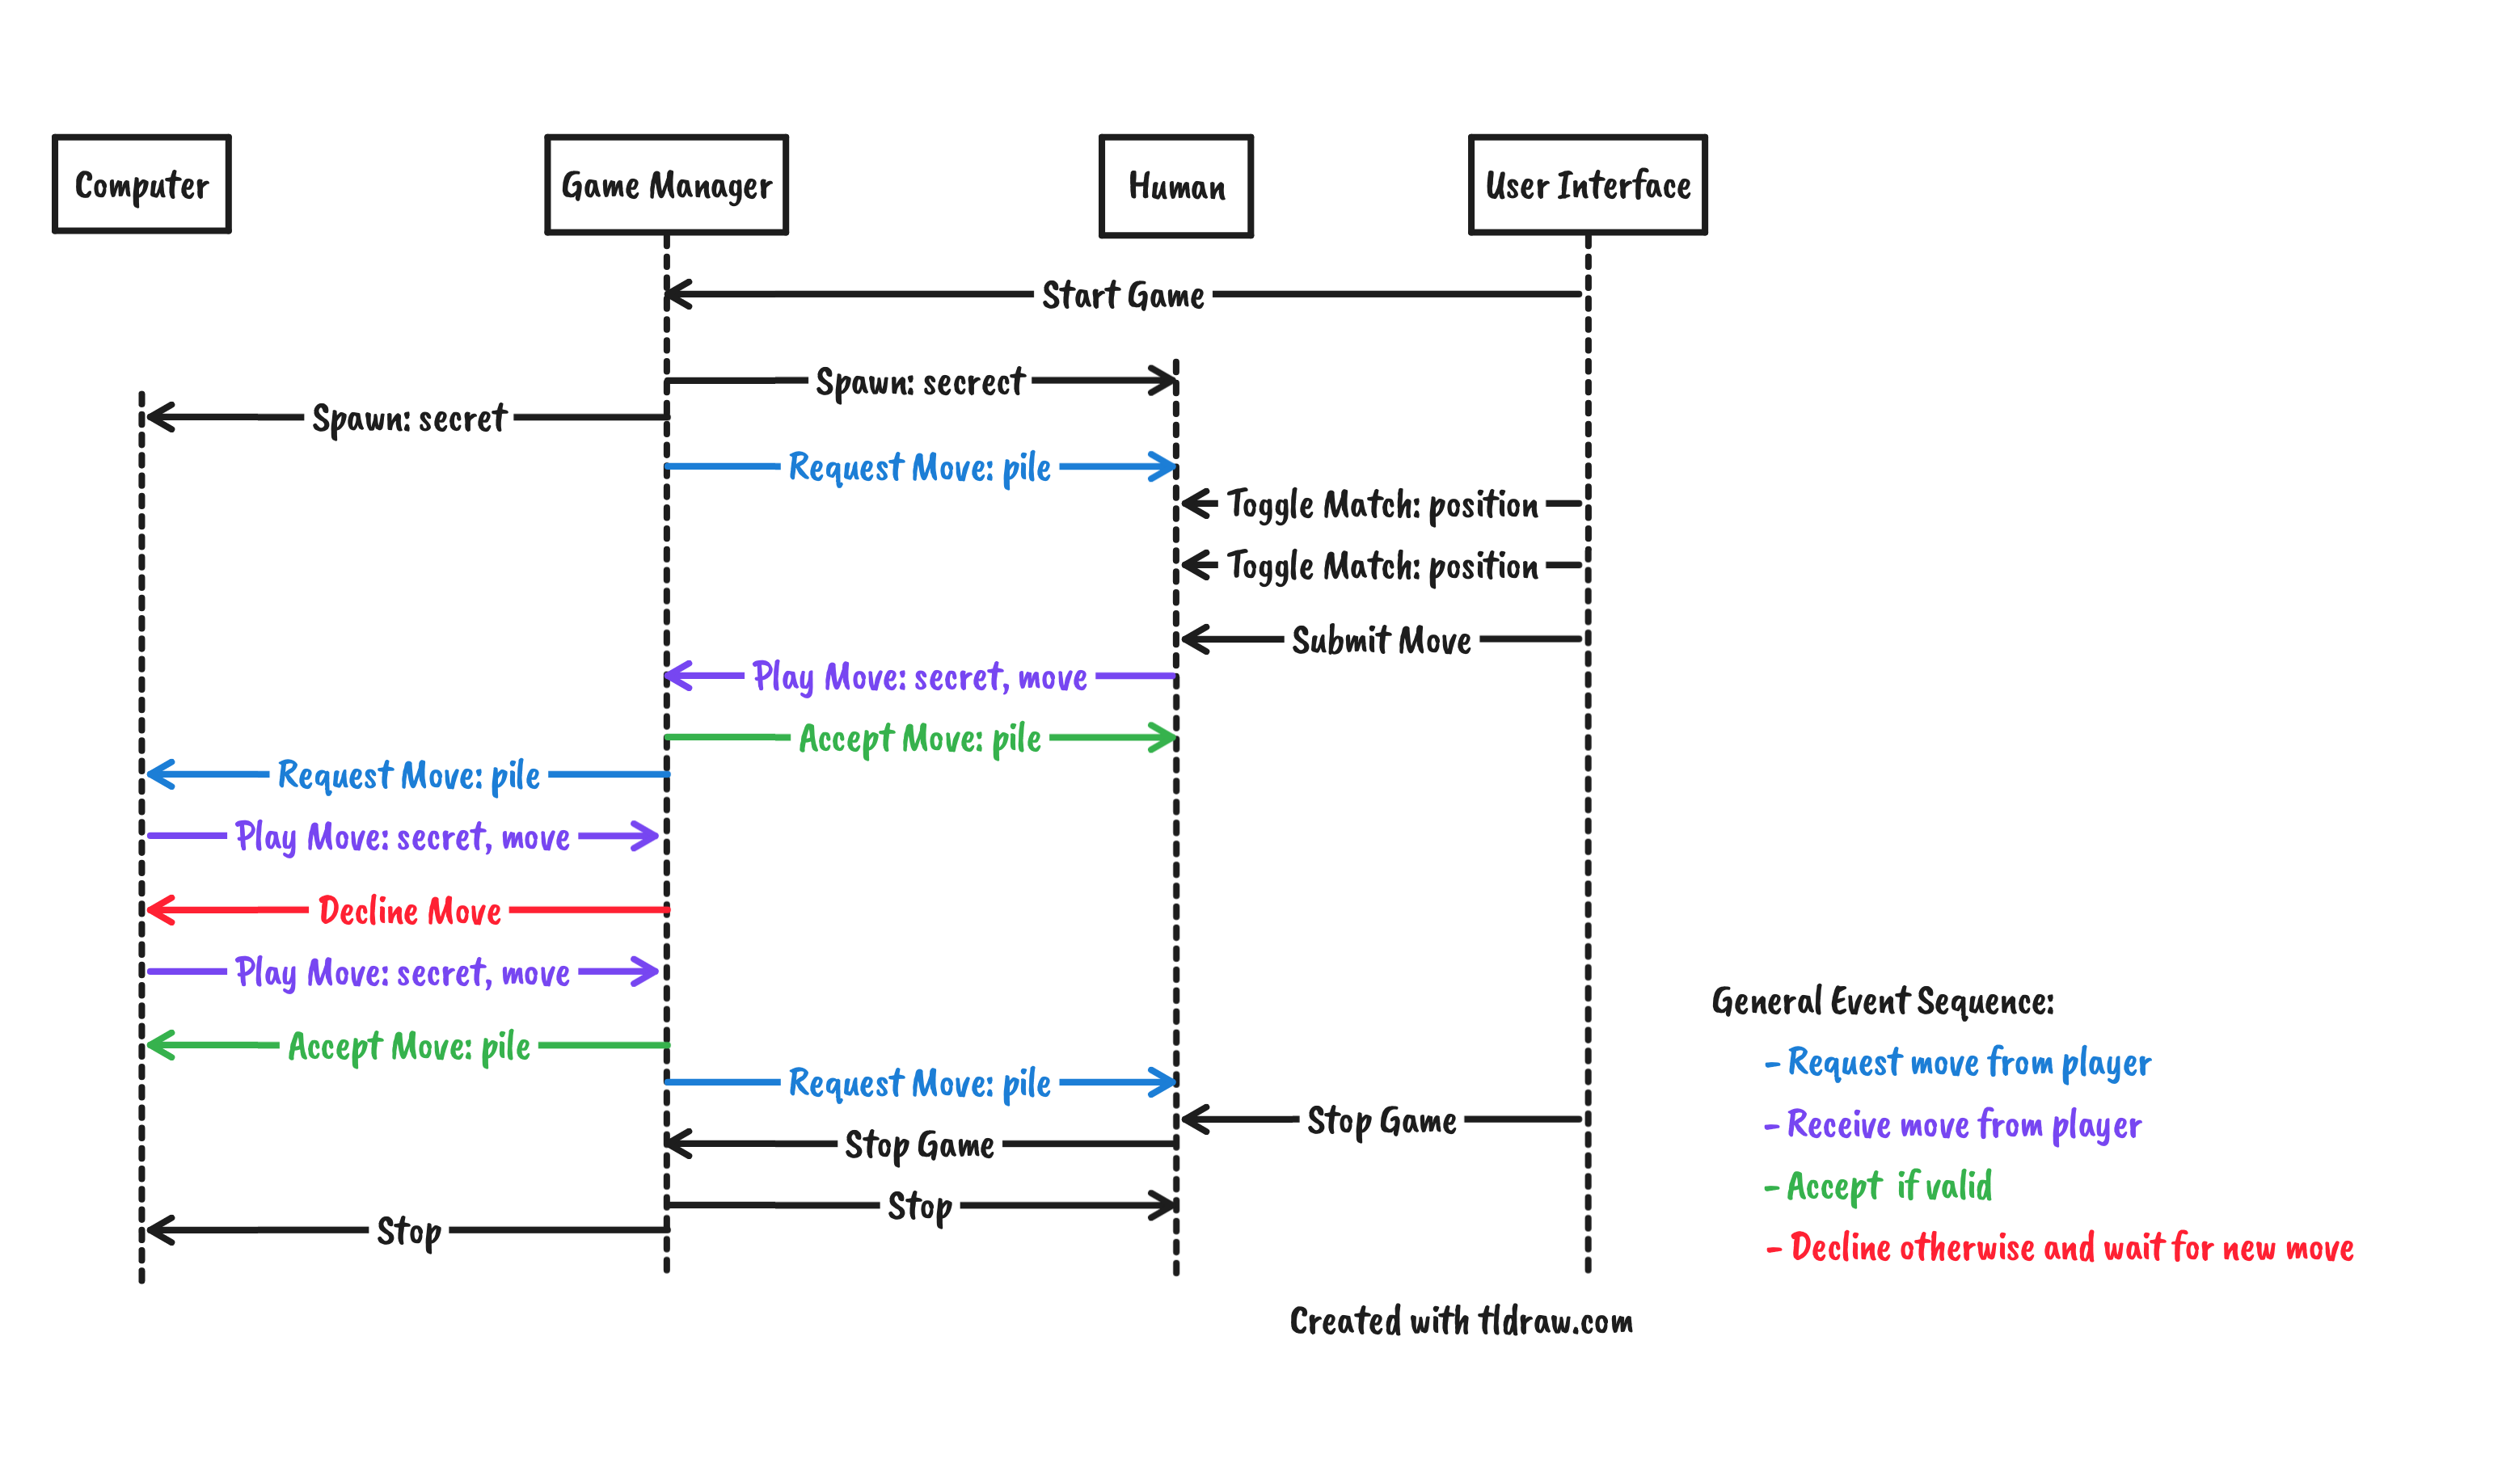 Computer
Game Manager
Human
User Interface
Start Game
Spawn: secrect
Spawn: secret
Request Move: pile
Toggle Match: position
Toggle Match: position
Submit Move
Play Move: secret, move
Accept Move: pile
Request Move: pile
Play Move: secret, move
Decline Move
Play Move: secret, move
Accept Move: pile
Request Move: pile
Stop Game
Stop Game
Stop
Stop
General Event Sequence:
- Request move from player
- Receive move from player
- Accept if valid
- Decline otherwise and wait for new move
Created with tldraw.com